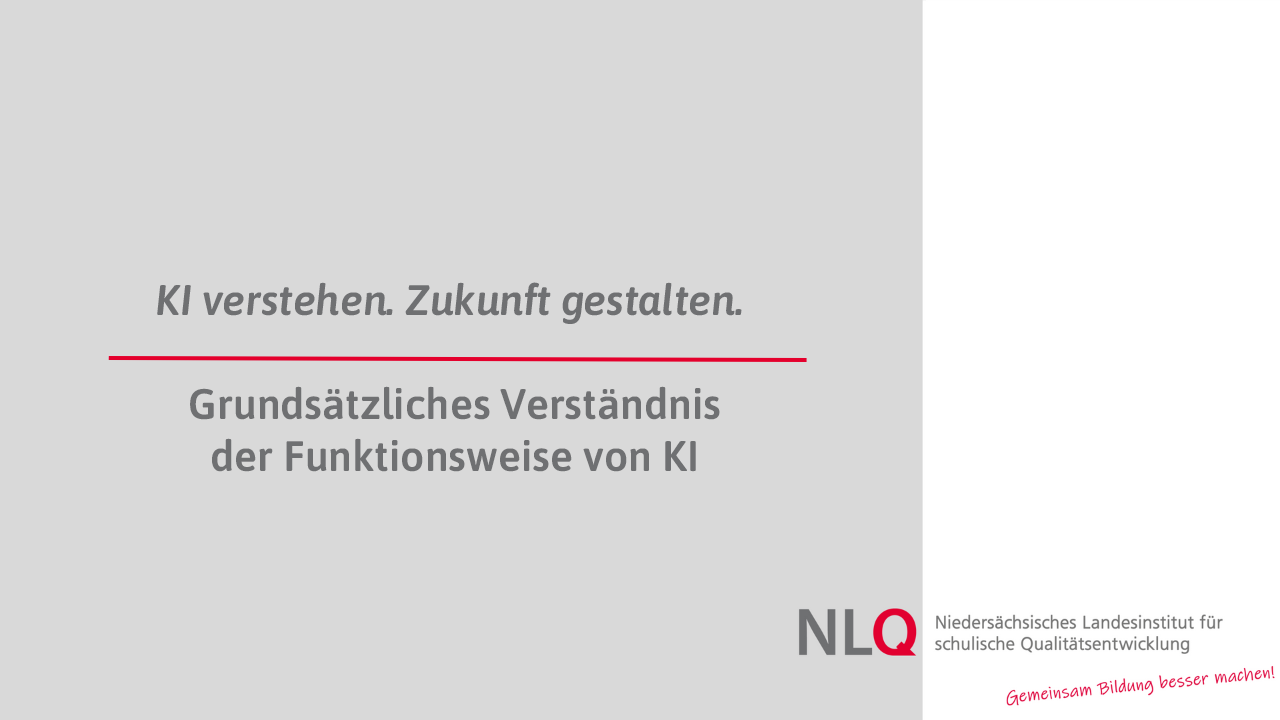 KI verstehen. Zukunft gestalten.
Grundsätzliches Verständnis
der Funktionsweise von KI
NLQ
Niedersächsisches Landesinstitut für
schulische Qualitätsentwicklung
Gemeinsam Bildung besser machen!